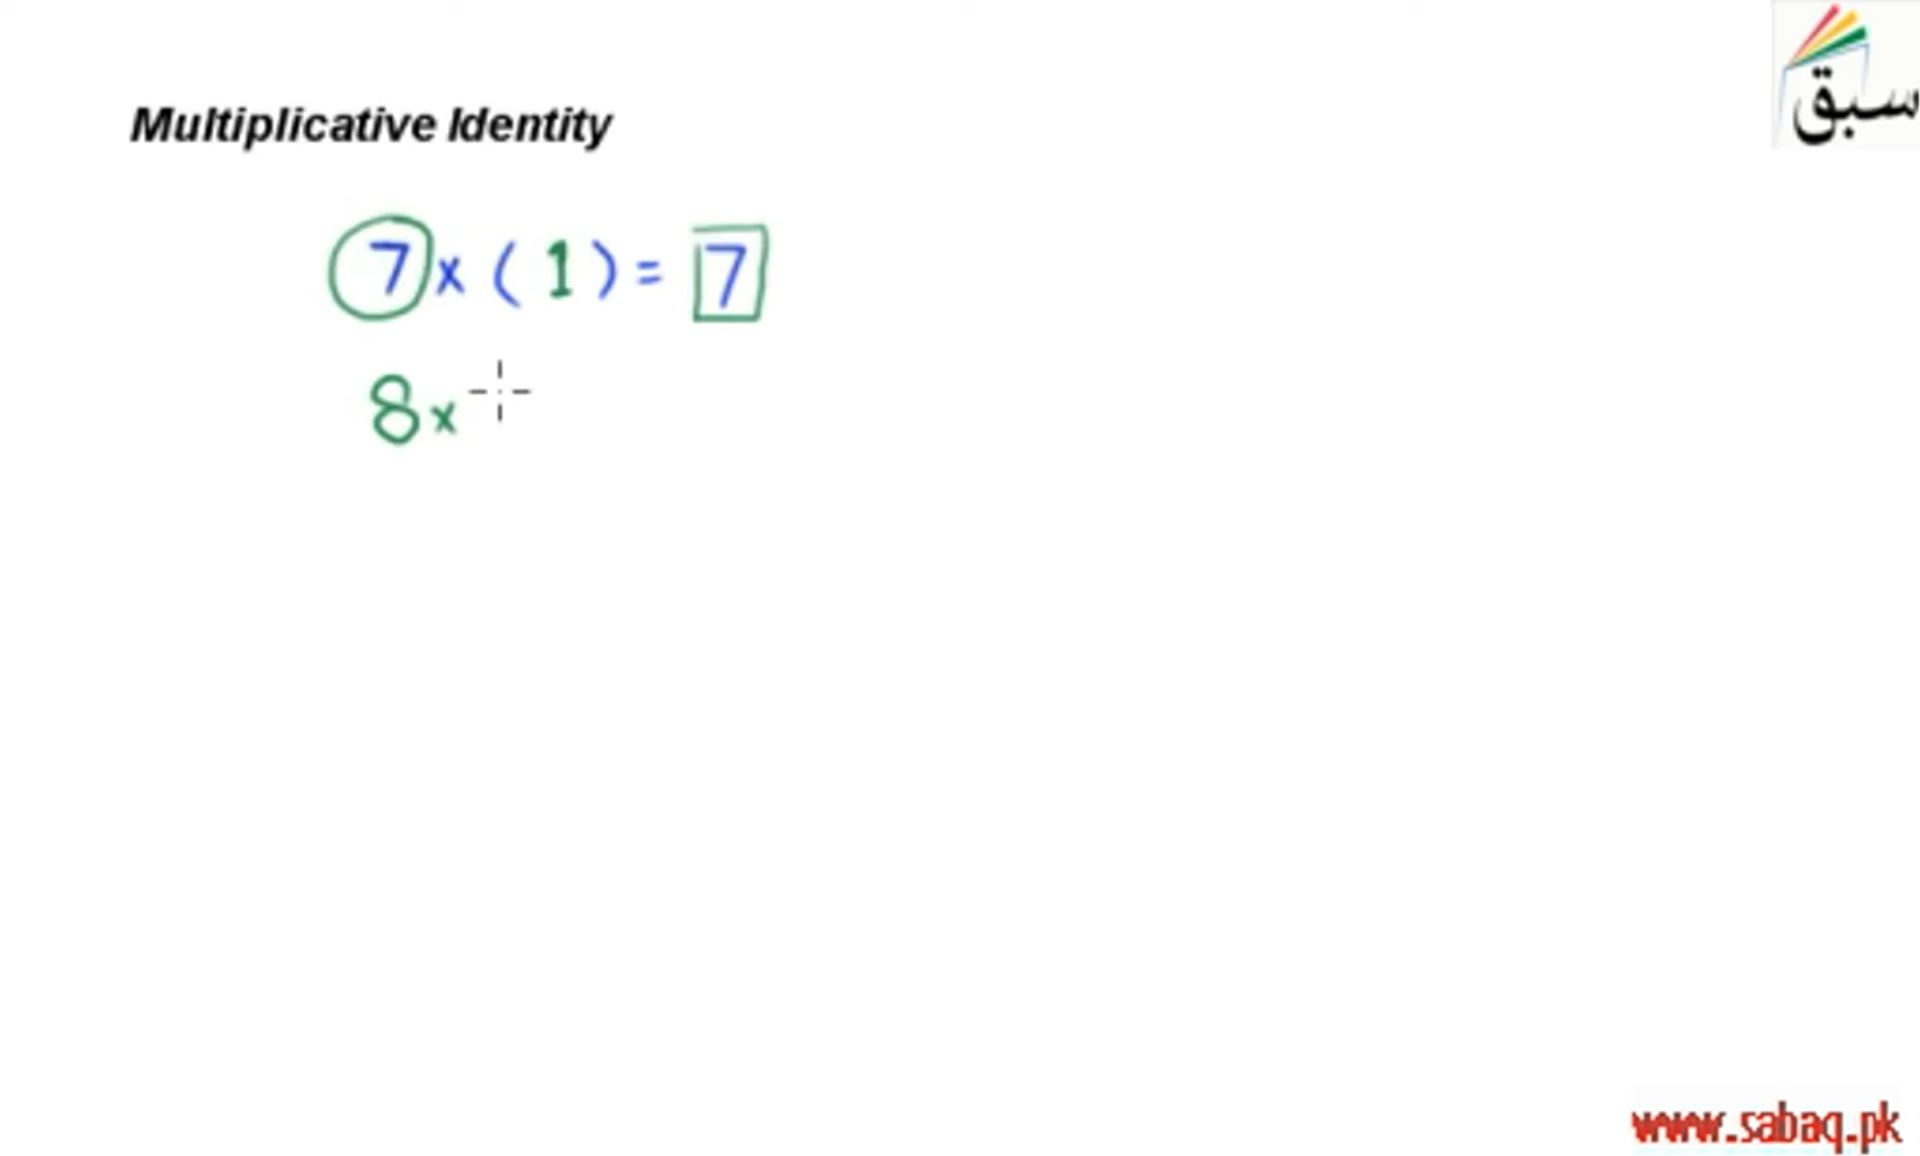 سبق
Multiplicative Identity
7 x ( 1 ) = 7
8 x
www.sabaq.pk